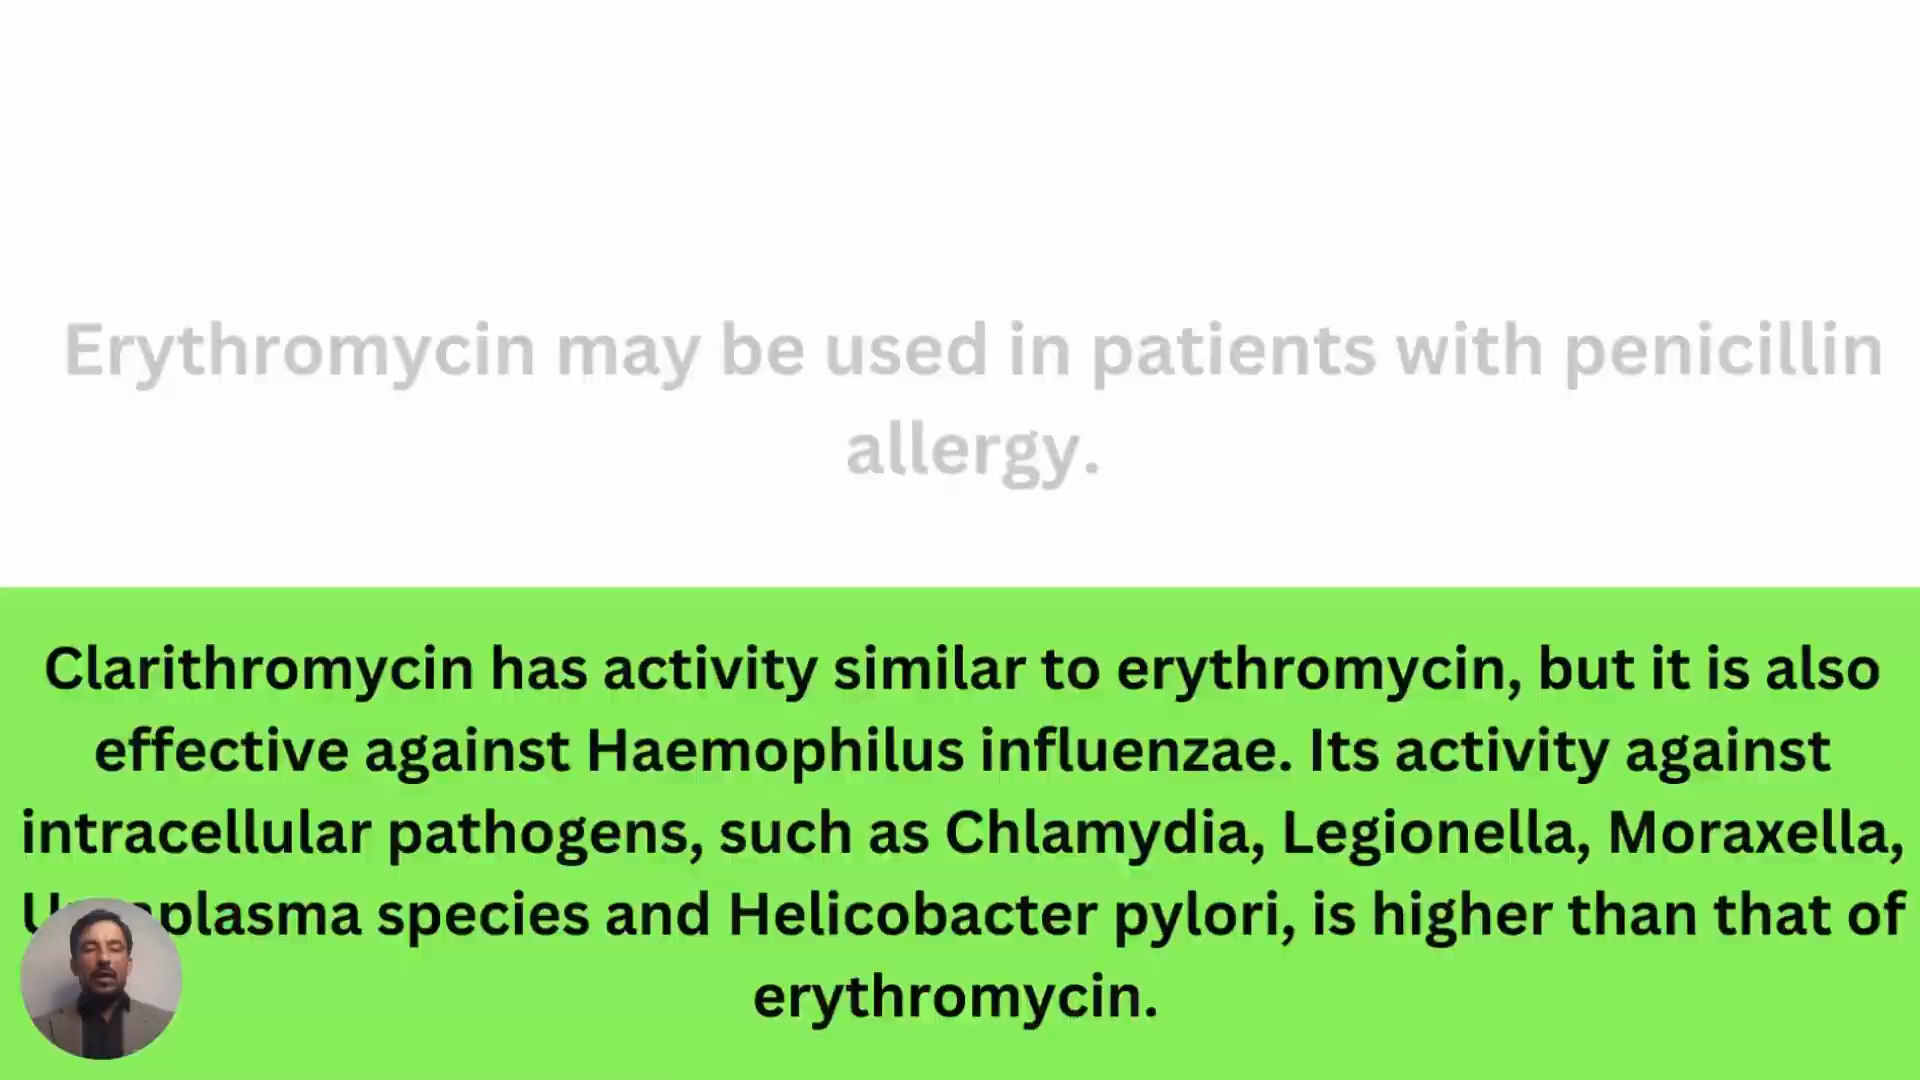 Erythromycin may be used in patients with penicillin
allergy.
Clarithromycin has activity similar to erythromycin, but it is also
effective against Haemophilus influenzae. Its activity against
intracellular pathogens, such as Chlamydia, Legionella, Moraxella,
species and Helicobacter pylori, is higher than that of
erythromycin.